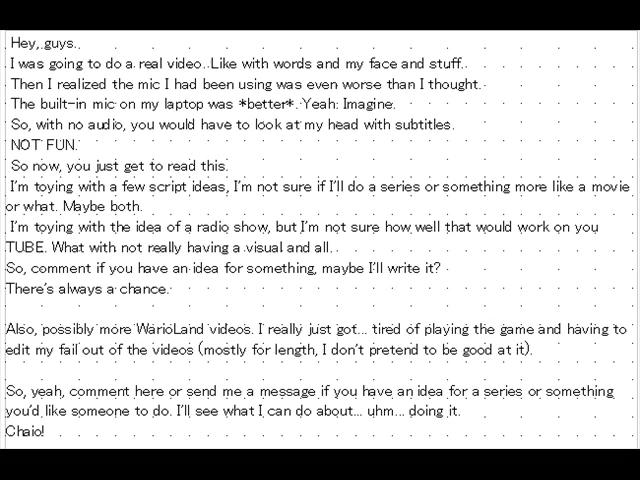 Hey, guys.
I was going to do a real video. Like with words and my face and stuff.
Then I realized the mic I had been using was even worse than I thought.
The built-in mic on my laptop was *better*. Yeah: Imagine.
So, with no audio, you would have to look at my head with subtitles.
NOT FUN.
So now, you just get to read this.
I'm toying with a few script ideas, I'm not sure if I'll do a series or something more like a movie
or what. Maybe both.
I'm toying with the idea of a radio show, but I'm not sure how well that would work on you
TUBE. What with not really having a visual and all.
So, comment if you have an idea for something, maybe I'll write it?
There's always a chance.
Also, possibly more WarioLand videos. I really just got... tired of playing the game and having to
edit my fail out of the videos (mostly for length, I don't pretend to be good at it).
So, yeah, comment here or send me a message if you have an idea for a series or something
you'd like someone to do. I'll see what I can do about... uhm... doing it.
Chaio!